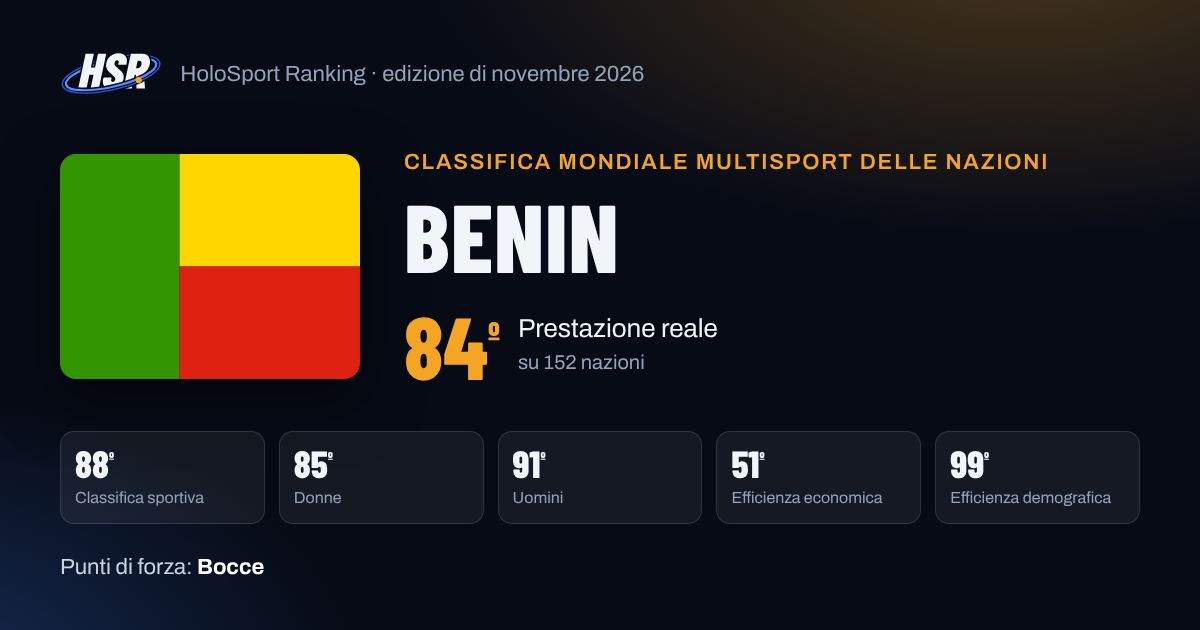 HSR
HoloSport Ranking · edizione di novembre 2026
CLASSIFICA MONDIALE MULTISPORT DELLE NAZIONI
BENIN
84º
Prestazione reale
su 152 nazioni
88º
Classifica sportiva
85º
Donne
91º
Uomini
51º
Efficienza economica
99º
Efficienza demografica
Punti di forza: Bocce